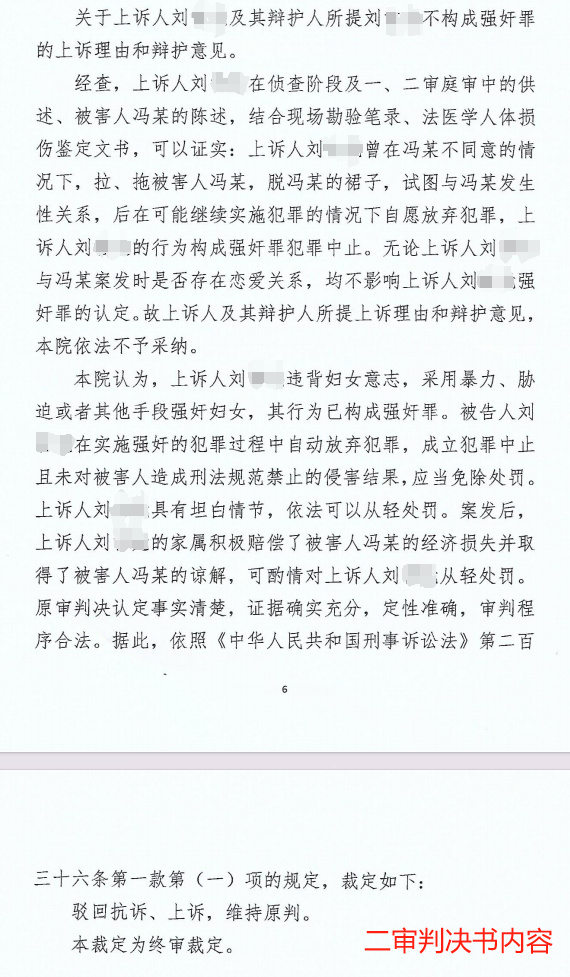 关于上诉人刘及其辩护人所提刘不构成强奸罪
的上诉理由和辩护意见。
经查，上诉人刘在侦查阶段及一、二审庭审中的供
述、被害人冯某的陈述，结合现场勘验笔录、法医学人体损
伤鉴定文书，可以证实：上诉人刘曾在冯某不同意的情
况下，拉、拖被害人冯某，脱冯某的裙子，试图与冯某发生
性关系，后在可能继续实施犯罪的情况下自愿放弃犯罪，上
诉人刘的行为构成强奸罪犯罪中止。无论上诉人刘
与冯某案发时是否存在恋爱关系，均不影响上诉人刘强
奸罪的认定。故上诉人及其辩护人所提上诉理由和辩护意见，
本院依法不予采纳。
本院认为，上诉人刘违背妇女意志，采用暴力、胁
迫或者其他手段强奸妇女，其行为已构成强奸罪。被告人刘
在实施强奸的犯罪过程中自动放弃犯罪，成立犯罪中止
且未对被害人造成刑法规范禁止的侵害结果，应当免除处罚。
上诉人刘具有坦白情节，依法可以从轻处罚。案发后，
上诉人刘的家属积极赔偿了被害人冯某的经济损失并取
得了被害人冯某的谅解，可酌情对上诉人刘从轻处罚。
原审判决认定事实清楚，证据确实充分，定性准确，审判程
序合法。据此，依照《中华人民共和国刑事诉讼法》第二百
6
三十六条第一款第（一）项的规定，裁定如下：
驳回抗诉、上诉，维持原判。
本裁定为终审裁定。
二审判决书内容